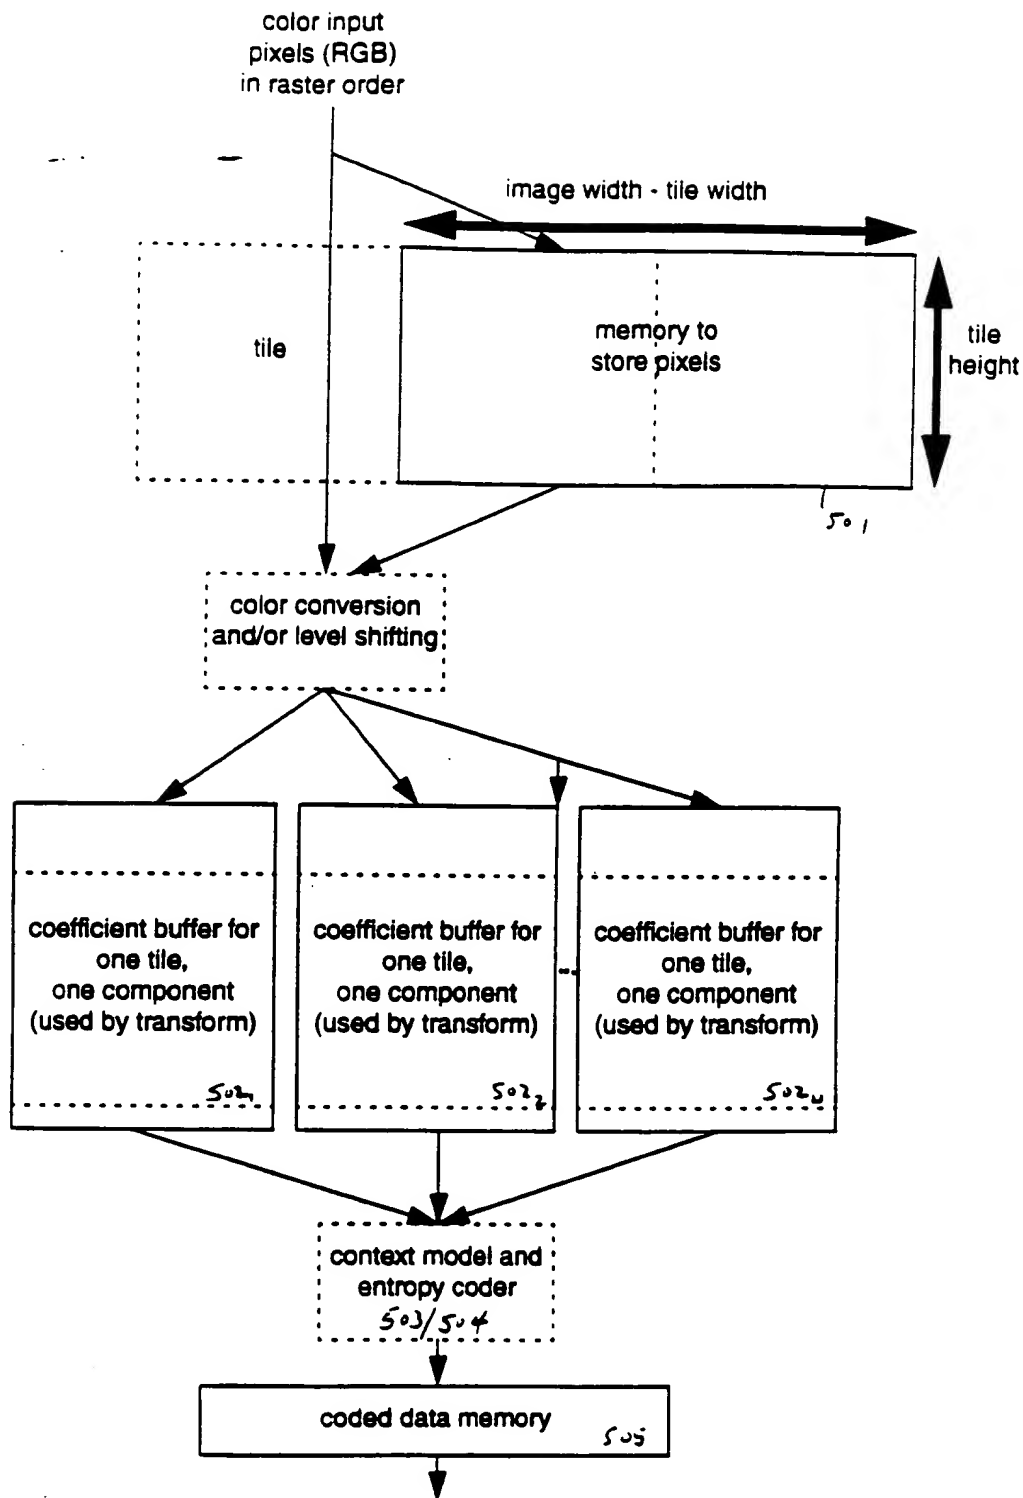 color input
pixels (RGB)
in raster order
image width - tile width
tile
memory to
store pixels
tile
height
501
color conversion
and/or level shifting
coefficient buffer for
one tile,
one component
(used by transform)
502₁
coefficient buffer for
one tile,
one component
(used by transform)
502₂
coefficient buffer for
one tile,
one component
(used by transform)
502
context model and
entropy coder
503/504
coded data memory
505